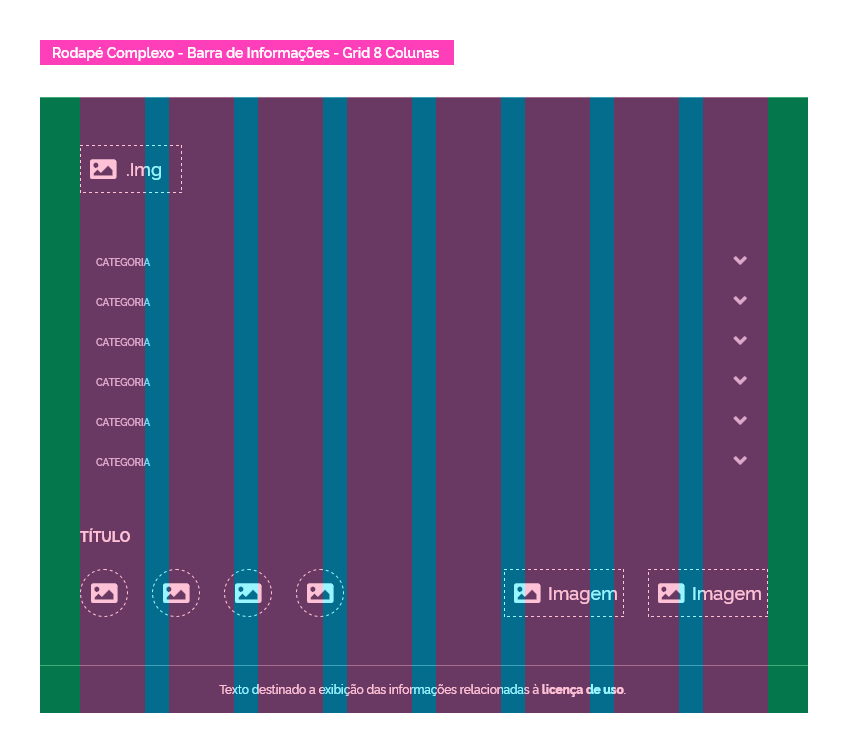 Rodapé Complexo - Barra de Informações - Grid 8 Colunas
.Img
CATEGORIA
CATEGORIA
CATEGORIA
CATEGORIA
CATEGORIA
CATEGORIA
TÍTULO
Imagem Imagem
Texto destinado a exibição das informações relacionadas à licença de uso.